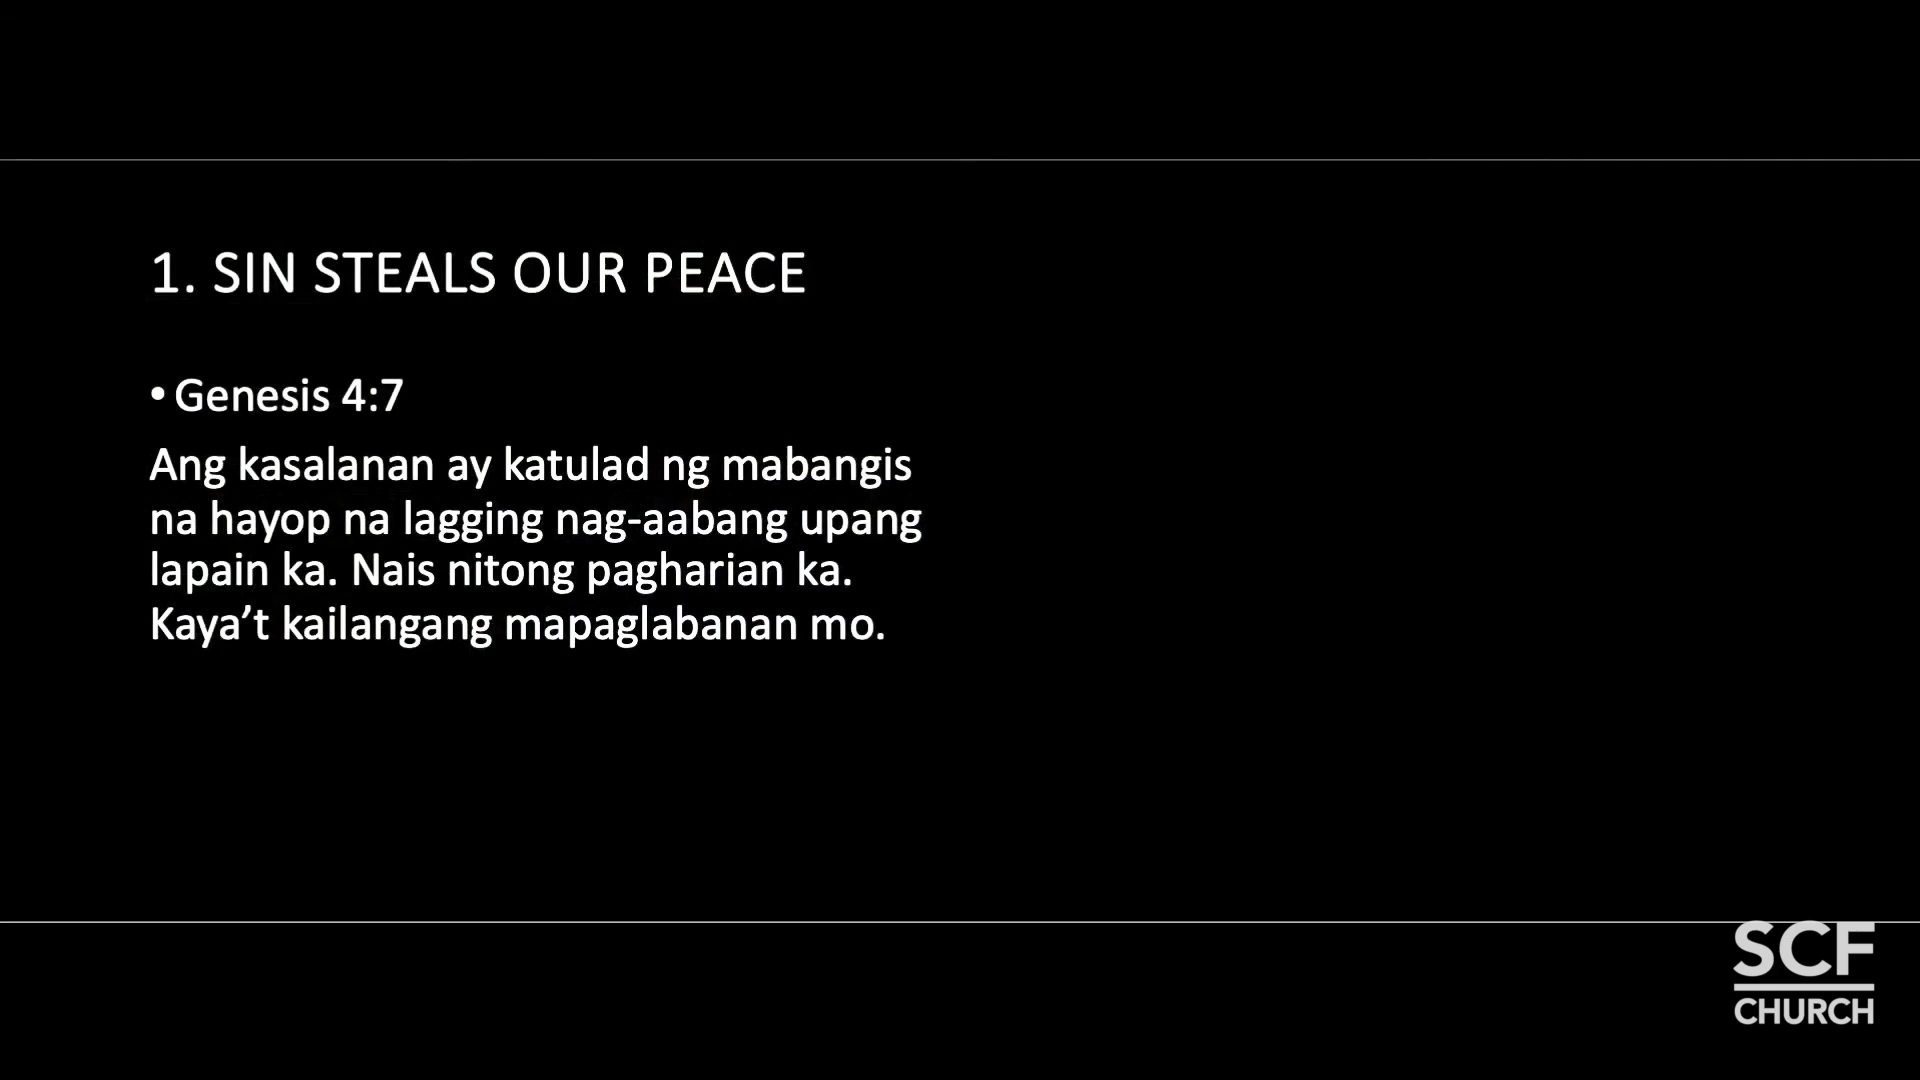 1. SIN STEALS OUR PEACE
• Genesis 4:7
Ang kasalanan ay katulad ng mabangis
na hayop na lagging nag-aabang upang
lapain ka. Nais nitong pagharian ka.
Kaya’t kailangang mapaglabanan mo.
SCF
CHURCH